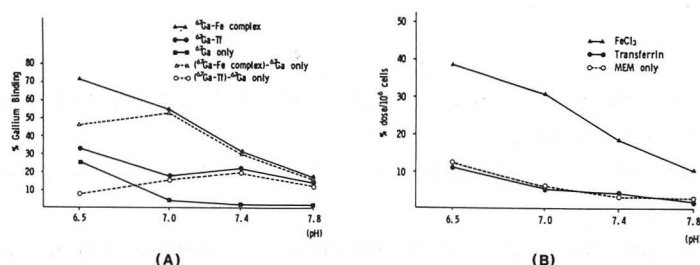 ⁶⁷Ga-Fe complex
⁶⁷Ga-Tf
⁶⁷Ga only
(⁶⁷Ga-Fe complex)-⁶⁷Ga only
(⁶⁷Ga-Tf)-⁶⁷Ga only
% Gallium Binding
80
70
60
50
40
30
20
10
6.5
7.0
7.4
7.8
(pH)
(A)
FeCl₃
Transferrin
MEM only
% dose/10⁶ cells
50
40
30
20
10
6.5
7.0
7.4
7.8
(pH)
(B)